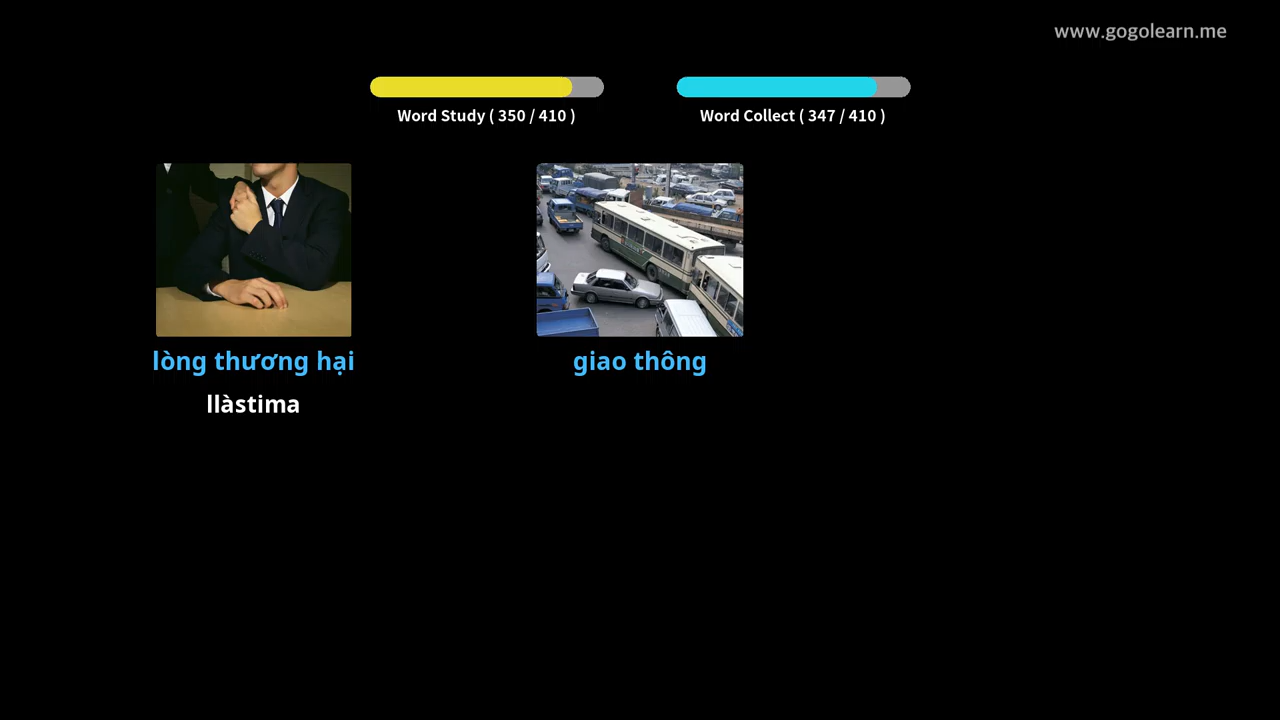 www.gogolearn.me
Word Study ( 350 / 410 )
Word Collect ( 347 / 410 )
lòng thương hại
giao thông
llàstima